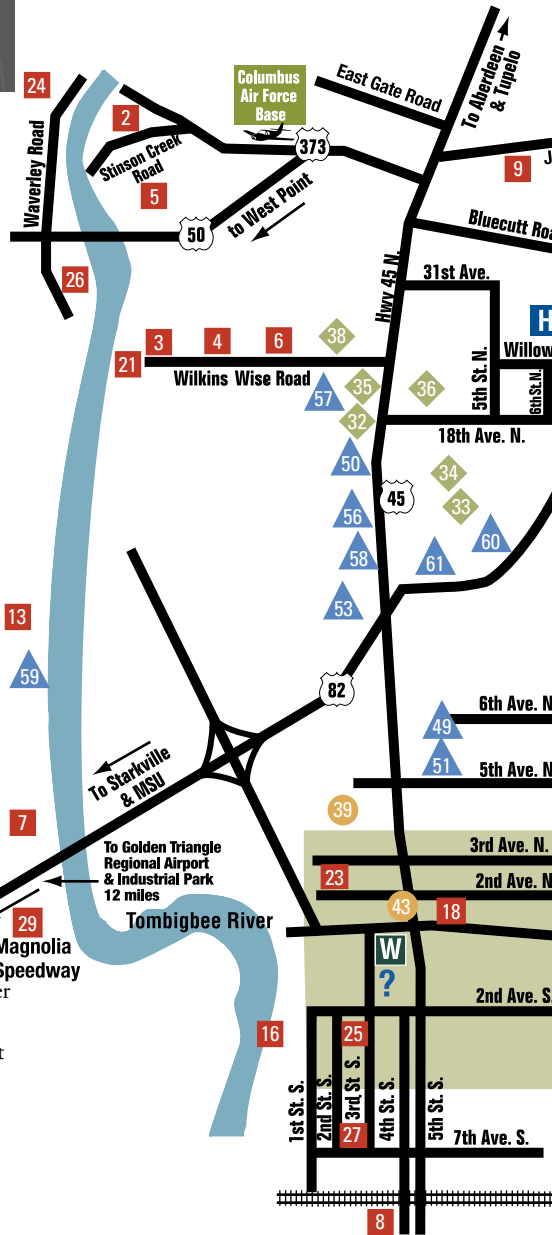 24
2
Waverley Road
Stinson Creek
Road
5
Columbus
Air Force
Base
373
East Gate Road
To Aberdeen
& Tupelo
9
J
50
to West Point
Bluecutt Roa
Hwy 45 N.
26
31st Ave.
H
3
4
6
38
21
Wilkins Wise Road
5th St. N.
Willow
6th St. N.
57
35
36
32
18th Ave. N.
50
34
45
33
56
60
58
61
53
13
59
82
6th Ave. N
49
51
5th Ave. N
To Starkville
& MSU
39
7
To Golden Triangle
Regional Airport
& Industrial Park
12 miles
3rd Ave. N.
23
2nd Ave. N
43
18
29
Magnolia
Speedway
er
Tombigbee River
W
?
2nd Ave. S.
16
25
t
1st St. S.
2nd St. S.
3rd St S.
4th St. S.
5th St. S.
27
7th Ave. S.
8